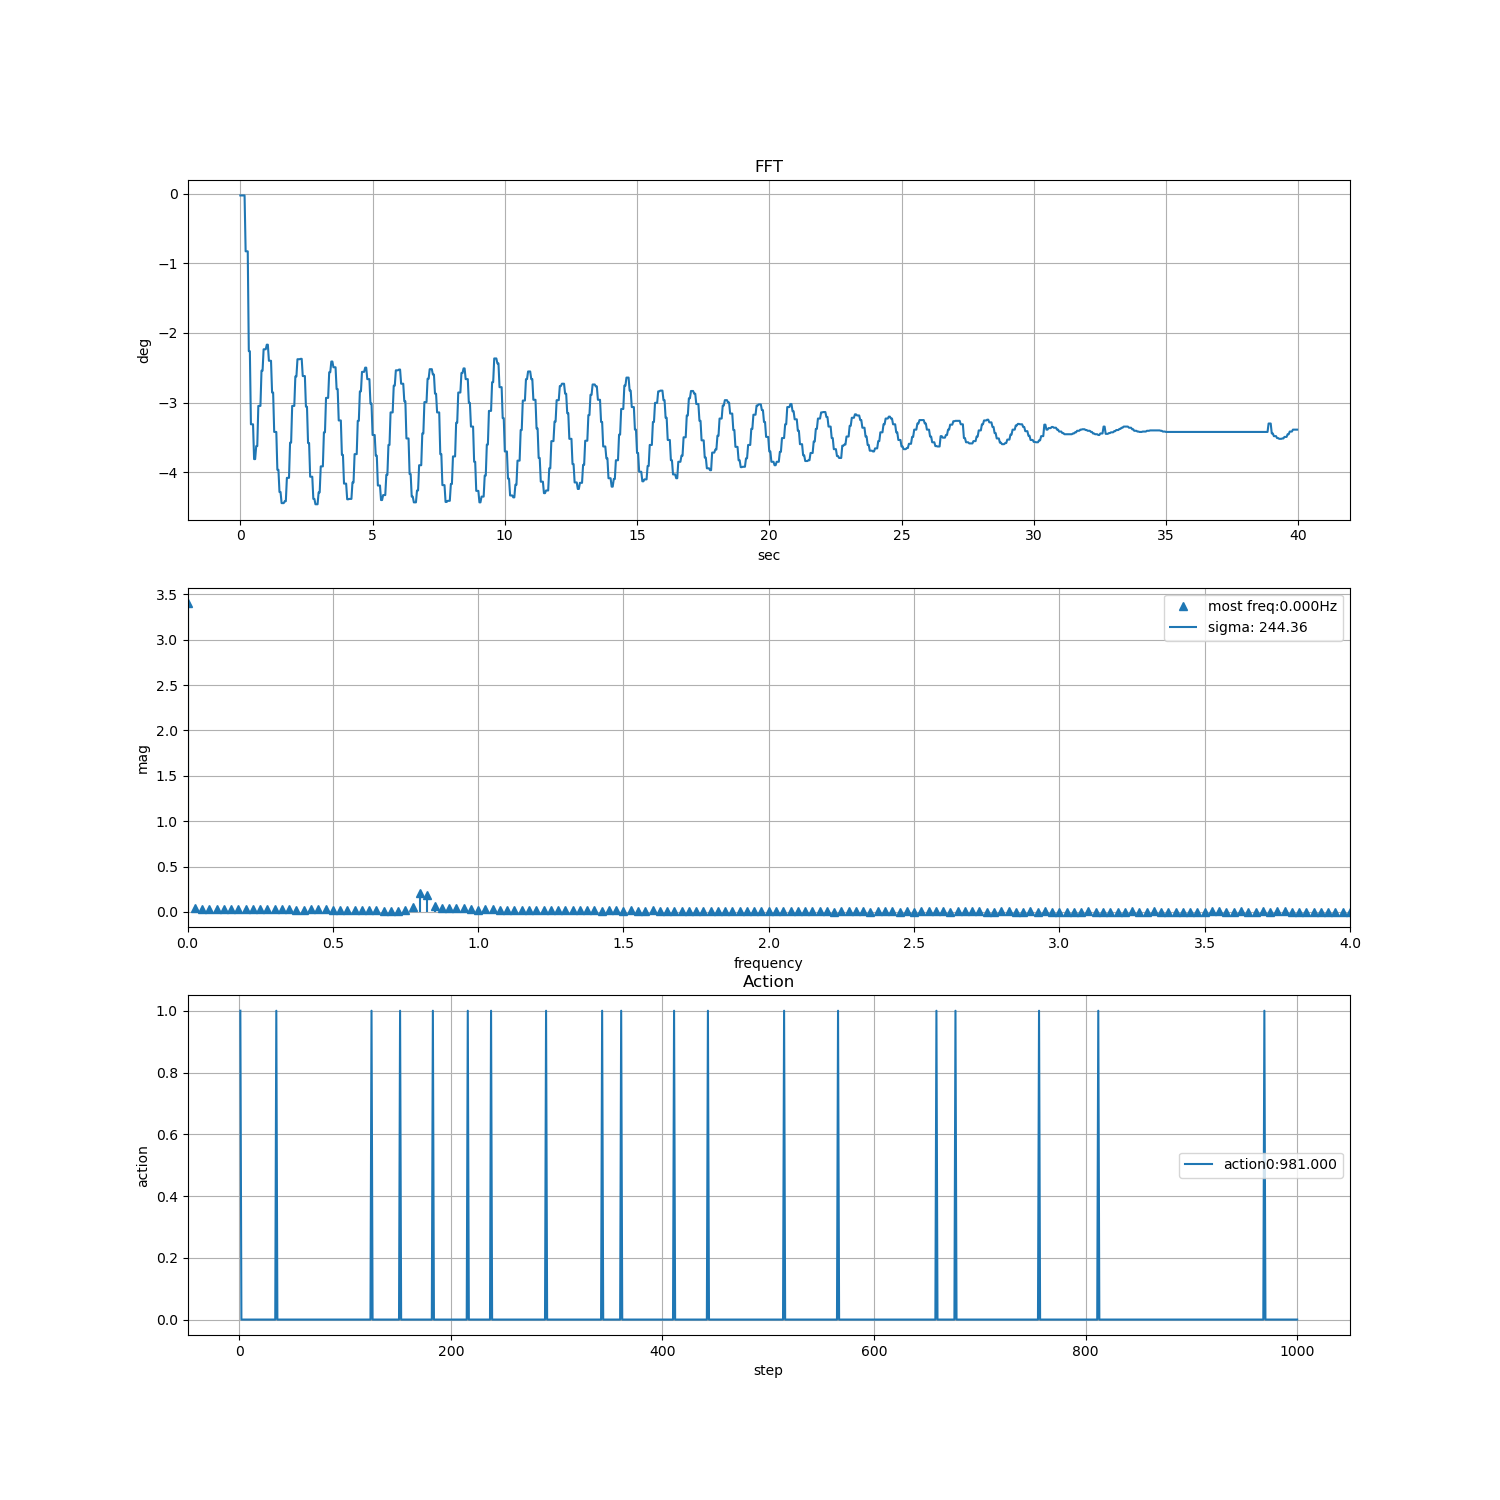 FFT
0
−1
−2
−3
−4
deg
0 5 10 15 20 25 30 35 40
sec
3.5
3.0
2.5
2.0
1.5
1.0
0.5
0.0
mag
most freq:0.000Hz
sigma: 244.36
0.0 0.5 1.0 1.5 2.0 2.5 3.0 3.5 4.0
frequency
Action
1.0
0.8
0.6
0.4
0.2
0.0
action
action0:981.000
0 200 400 600 800 1000
step